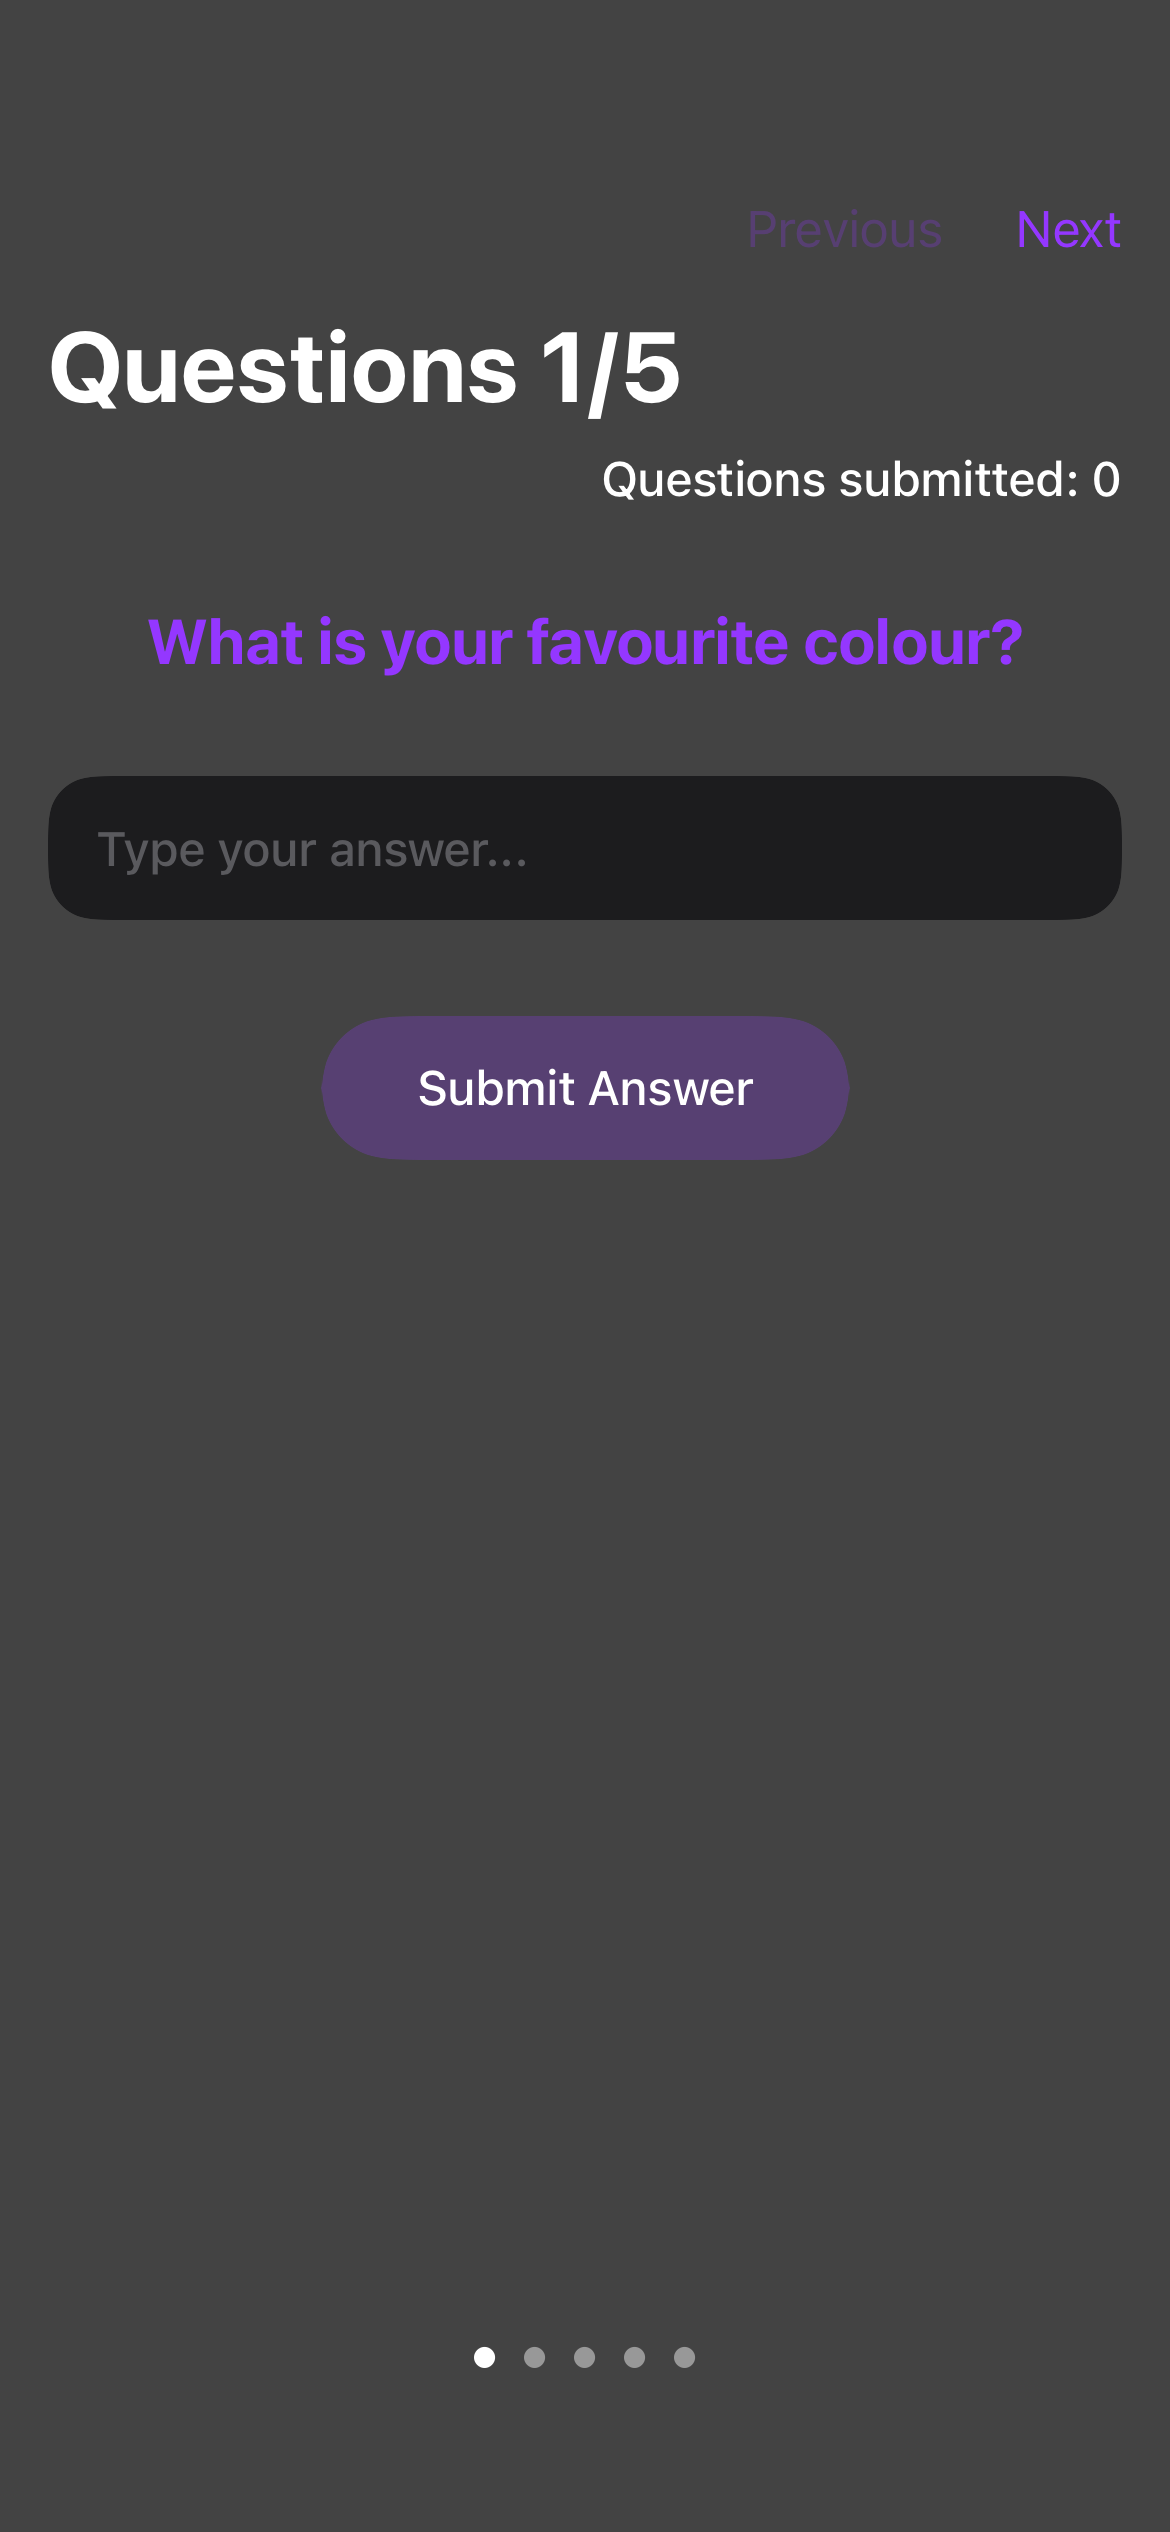 Previous Next
Questions 1/5
Questions submitted: 0
What is your favourite colour?
Type your answer...
Submit Answer